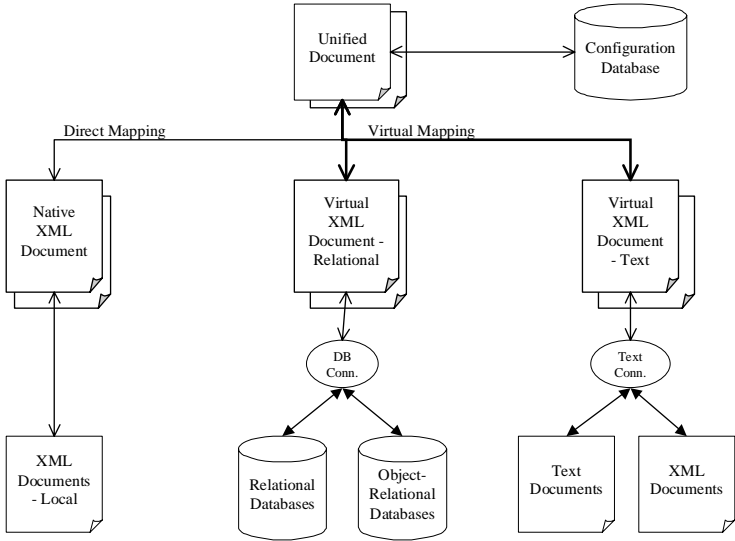 Unified
Document
Configuration
Database
Direct Mapping
Virtual Mapping
Native
XML
Document
Virtual
XML
Document -
Relational
Virtual
XML
Document
- Text
DB
Conn.
Text
Conn.
XML
Documents
- Local
Relational
Databases
Object-
Relational
Databases
Text
Documents
XML
Documents